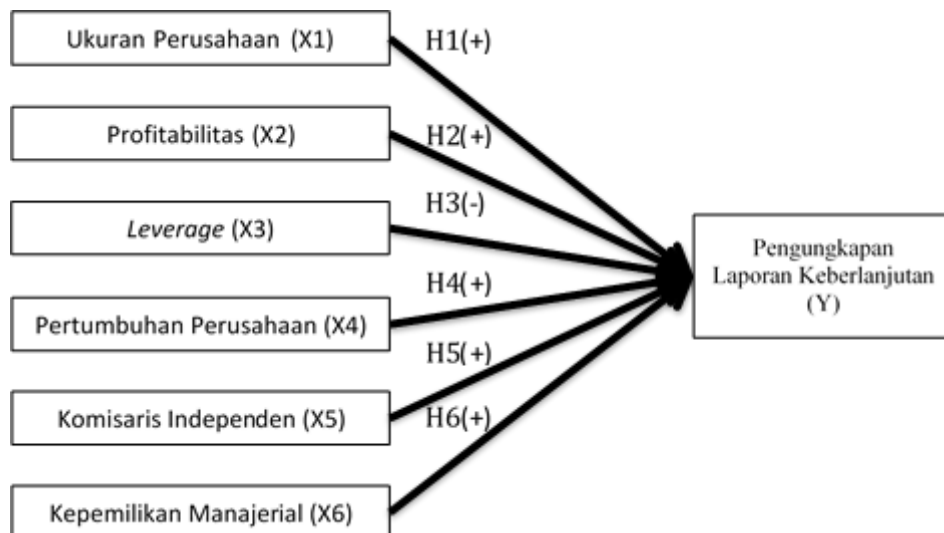 Ukuran Perusahaan (X1)
H1(+)
Profitabilitas (X2)
H2(+)
Leverage (X3)
H3(-)
Pengungkapan
Laporan Keberlanjutan
(Y)
H4(+)
Pertumbuhan Perusahaan (X4)
H5(+)
Komisaris Independen (X5)
H6(+)
Kepemilikan Manajerial (X6)